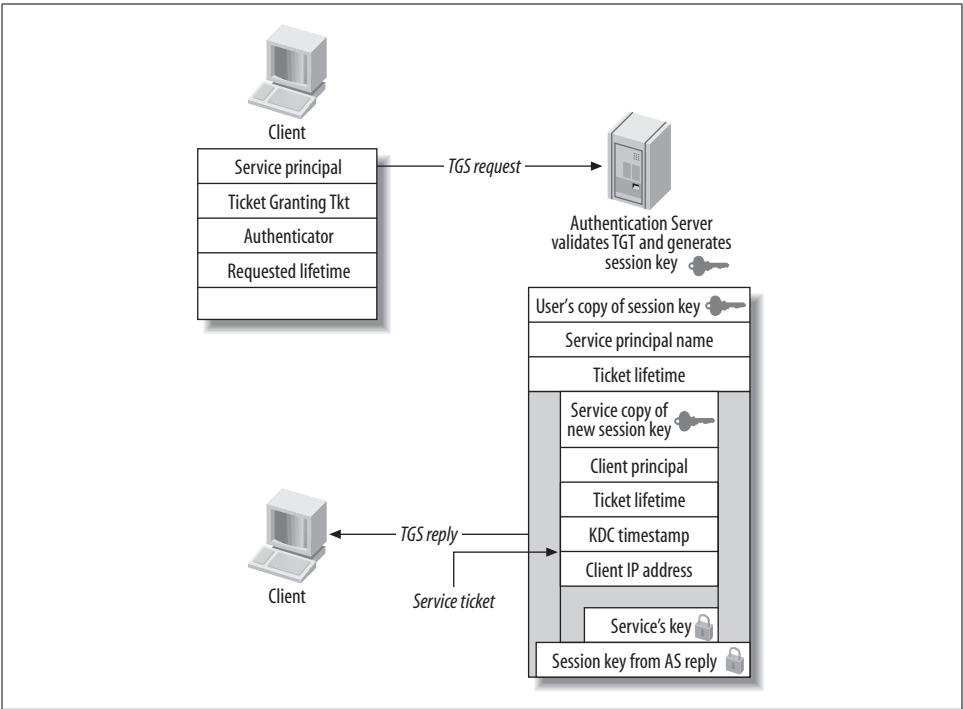 Client
Service principal
TGS request
Ticket Granting Tkt
Authenticator
Requested lifetime
Authentication Server
validates TGT and generates
session key
User's copy of session key
Service principal name
Ticket lifetime
Service copy of
new session key
Client principal
Ticket lifetime
KDC timestamp
Client IP address
TGS reply
Client
Service ticket
Service's key
Session key from AS reply